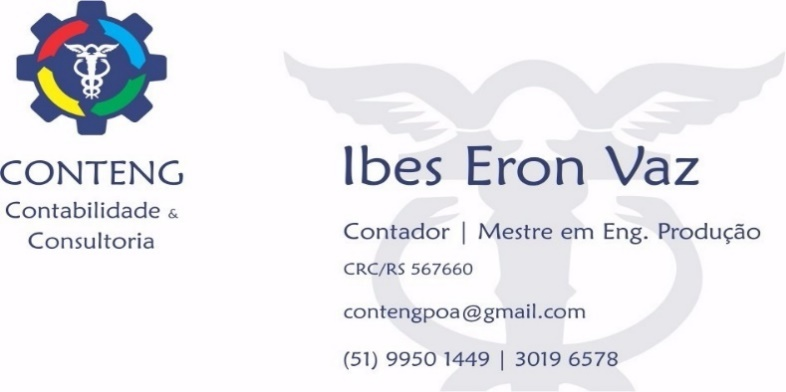 CONTENG
Contabilidade &
Consultoria
Ibes Eron Vaz
Contador | Mestre em Eng. Produção
CRC/RS 567660
contengpoa@gmail.com
(51) 9950 1449 | 3019 6578